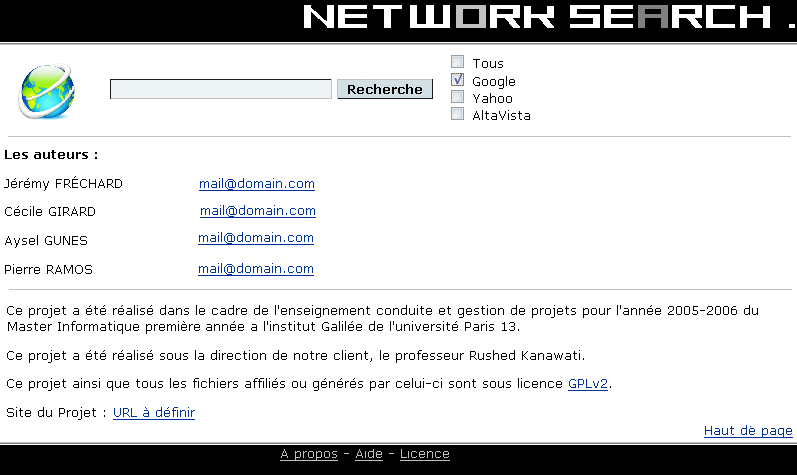 NETWORK SEARCH .
Tous
Google
Recherche
Yahoo
AltaVista
Les auteurs :
Jérémy FRÉCHARD mail@domain.com
Cécile GIRARD mail@domain.com
Aysel GUNES mail@domain.com
Pierre RAMOS mail@domain.com
Ce projet a été réalisé dans le cadre de l'enseignement conduite et gestion de projets pour l'année 2005-2006 du
Master Informatique première année a l'institut Galilée de l'université Paris 13.
Ce projet a été réalisé sous la direction de notre client, le professeur Rushed Kanawati.
Ce projet ainsi que tous les fichiers affiliés ou générés par celui-ci sont sous licence GPLv2.
Site du Projet : URL à définir
Haut de page
A propos - Aide - Licence